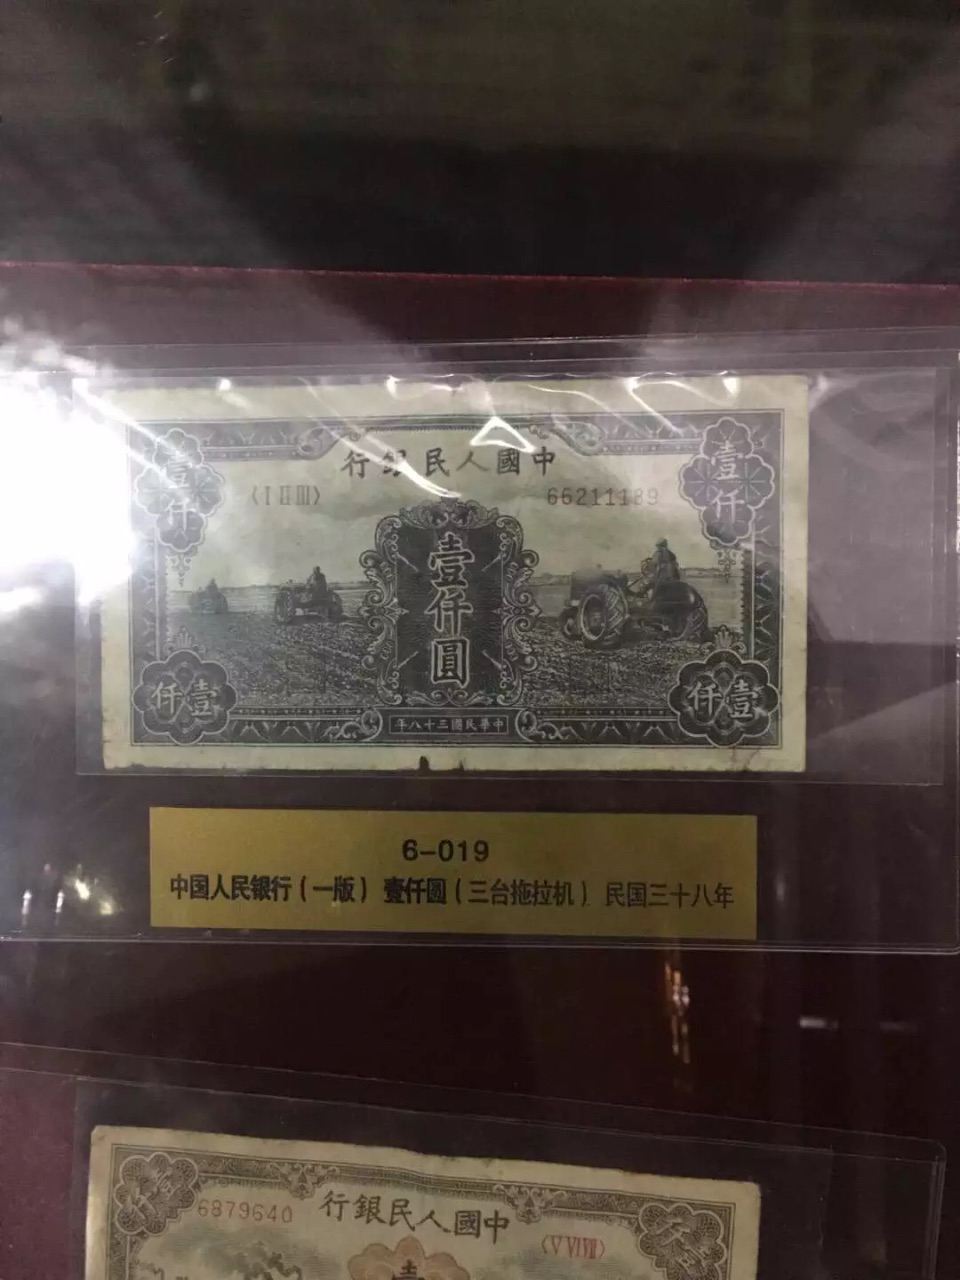 中國人民銀行
壹仟
壹仟
〈I II III〉
66211189
壹仟圓
壹仟
壹仟
中華民國三十八年
6-019
中国人民银行（一版） 壹仟圆（三台拖拉机） 民国三十八年
中國人民銀行
6879640
〈V VI VII〉
壹